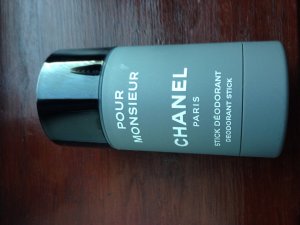 POUR
MONSIEUR
CHANEL
PARIS
STICK DÉODORANT
DEODORANT STICK